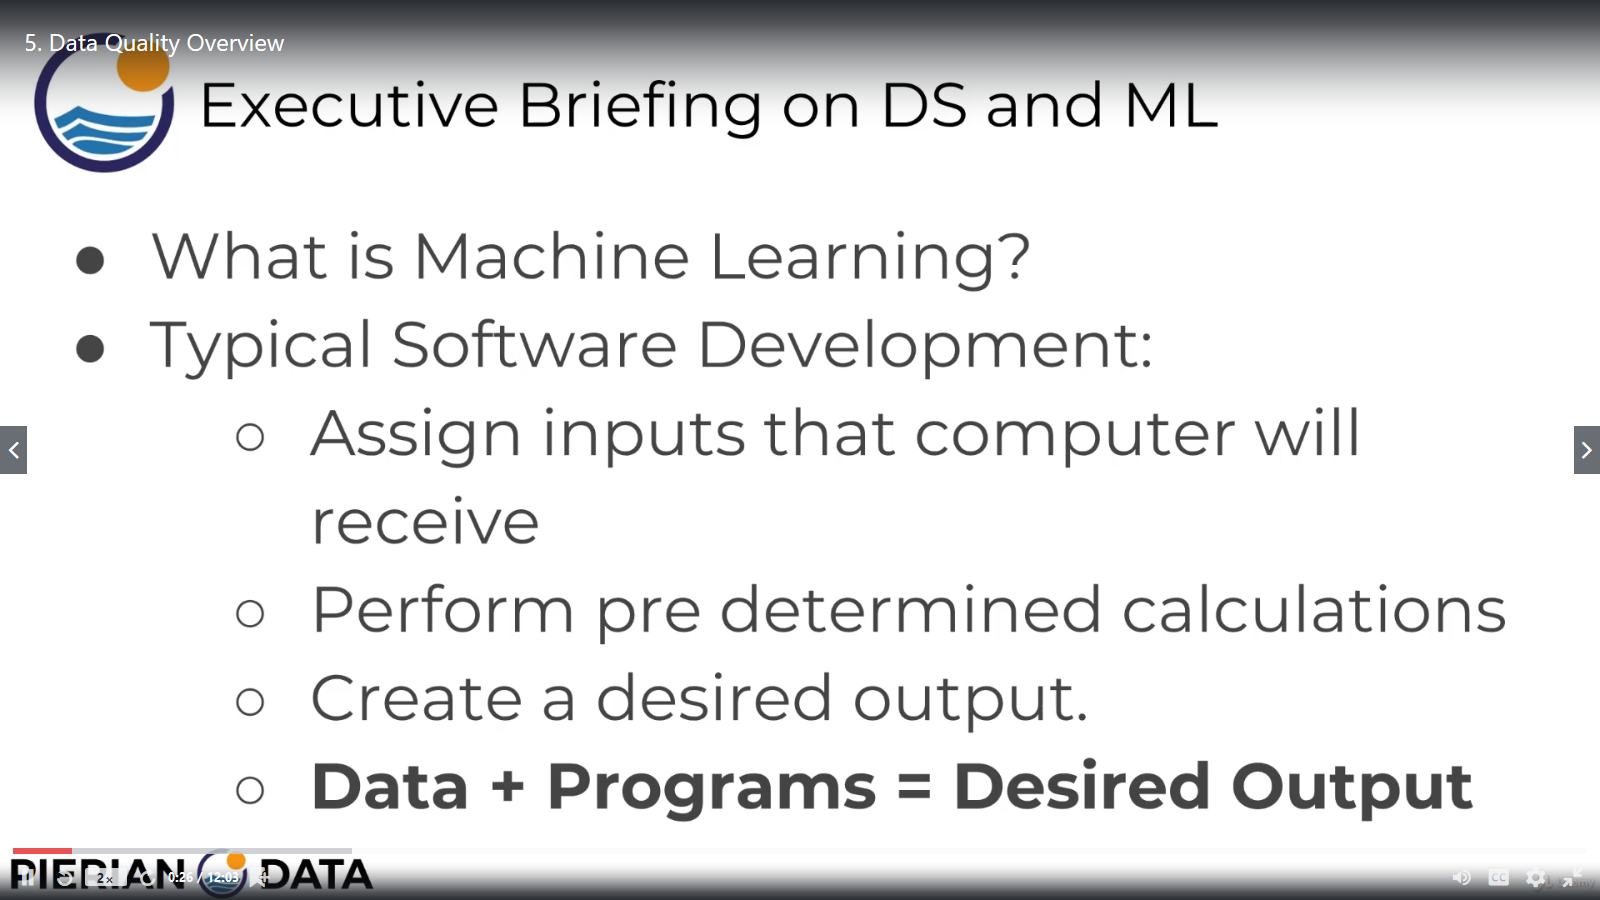 5. Data Quality Overview
Executive Briefing on DS and ML
● What is Machine Learning?
● Typical Software Development:
○ Assign inputs that computer will
receive
○ Perform pre determined calculations
○ Create a desired output.
○ Data + Programs = Desired Output
PIERIAN DATA
2x
0:26 / 12:03
CC